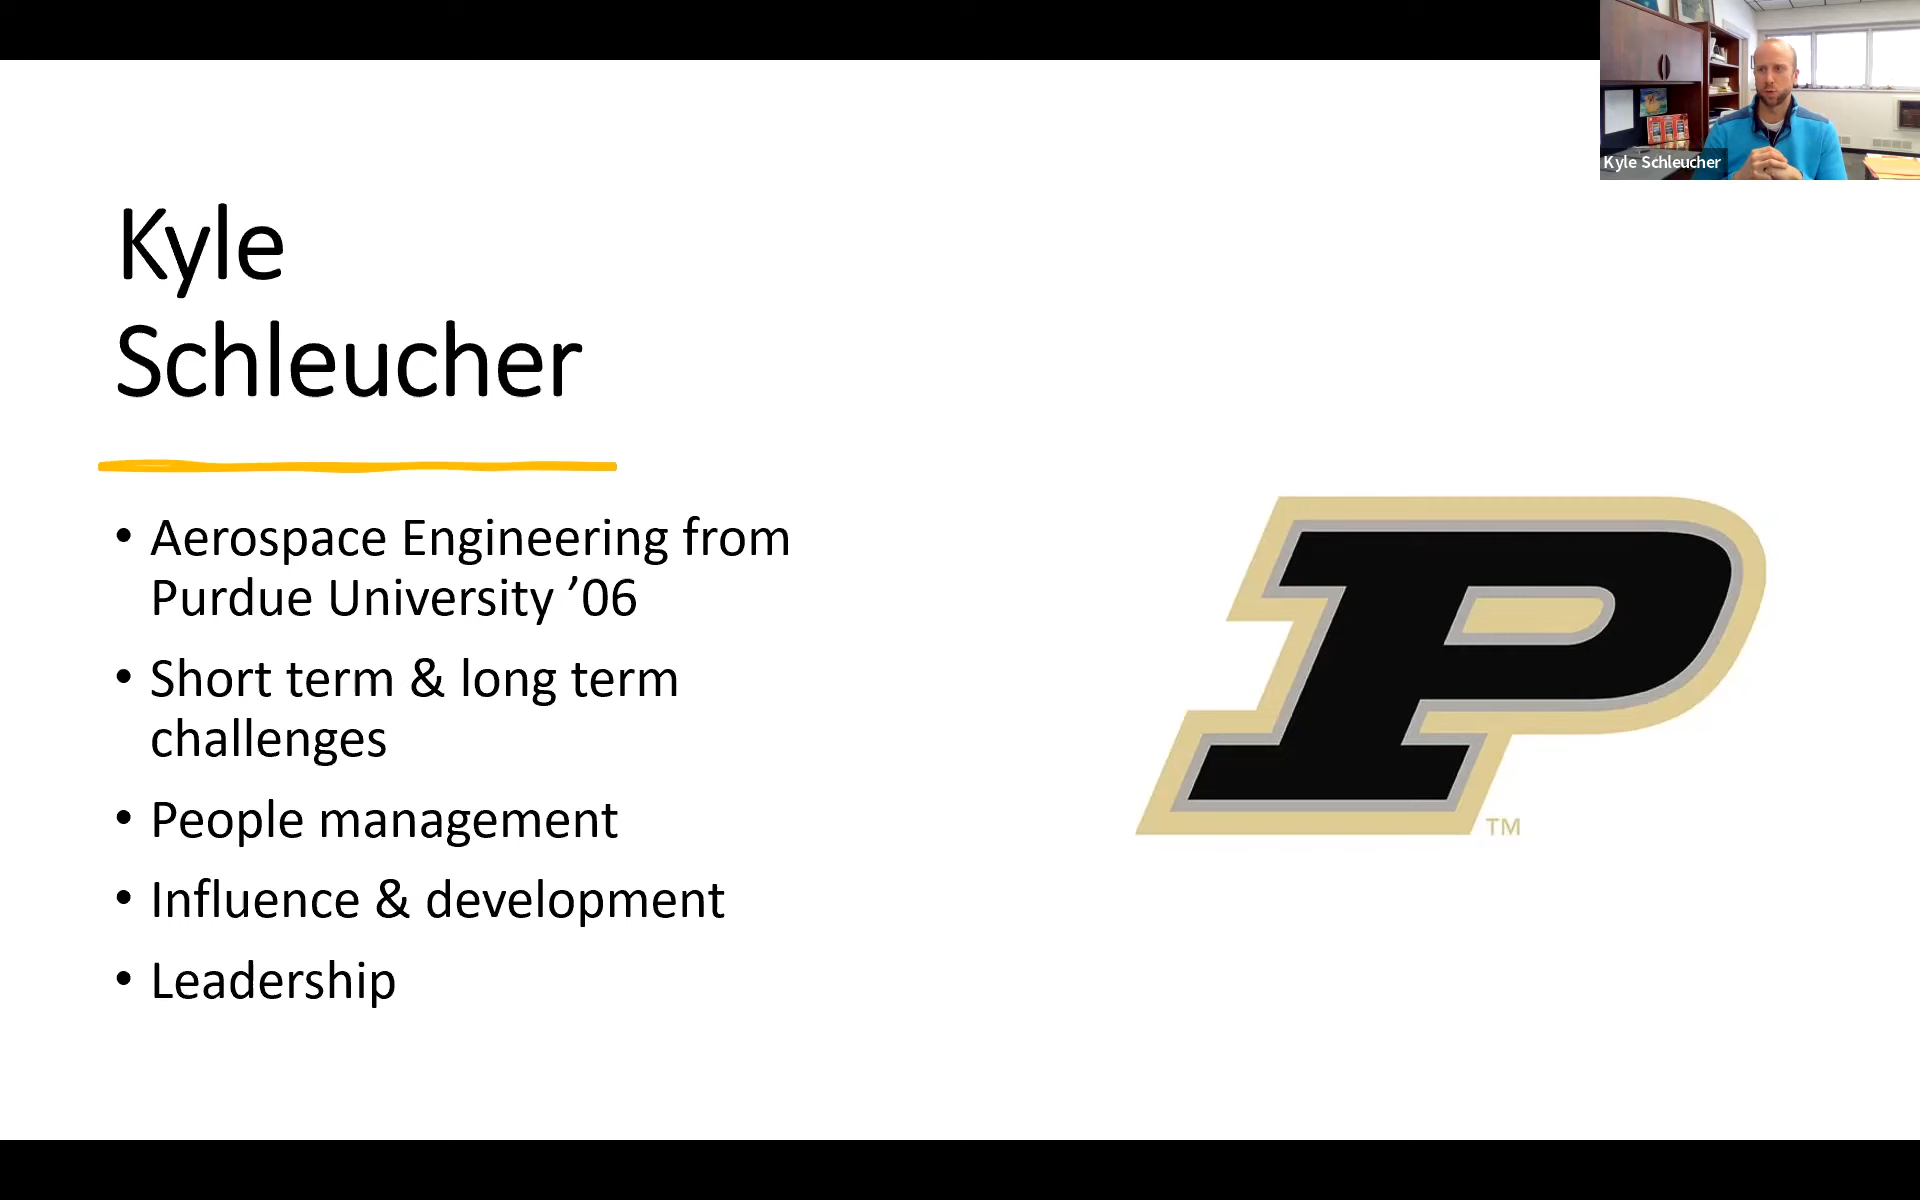 Kyle Schleucher
Kyle
Schleucher
• Aerospace Engineering from
Purdue University ’06
• Short term & long term
challenges
• People management
• Influence & development
• Leadership
P
TM